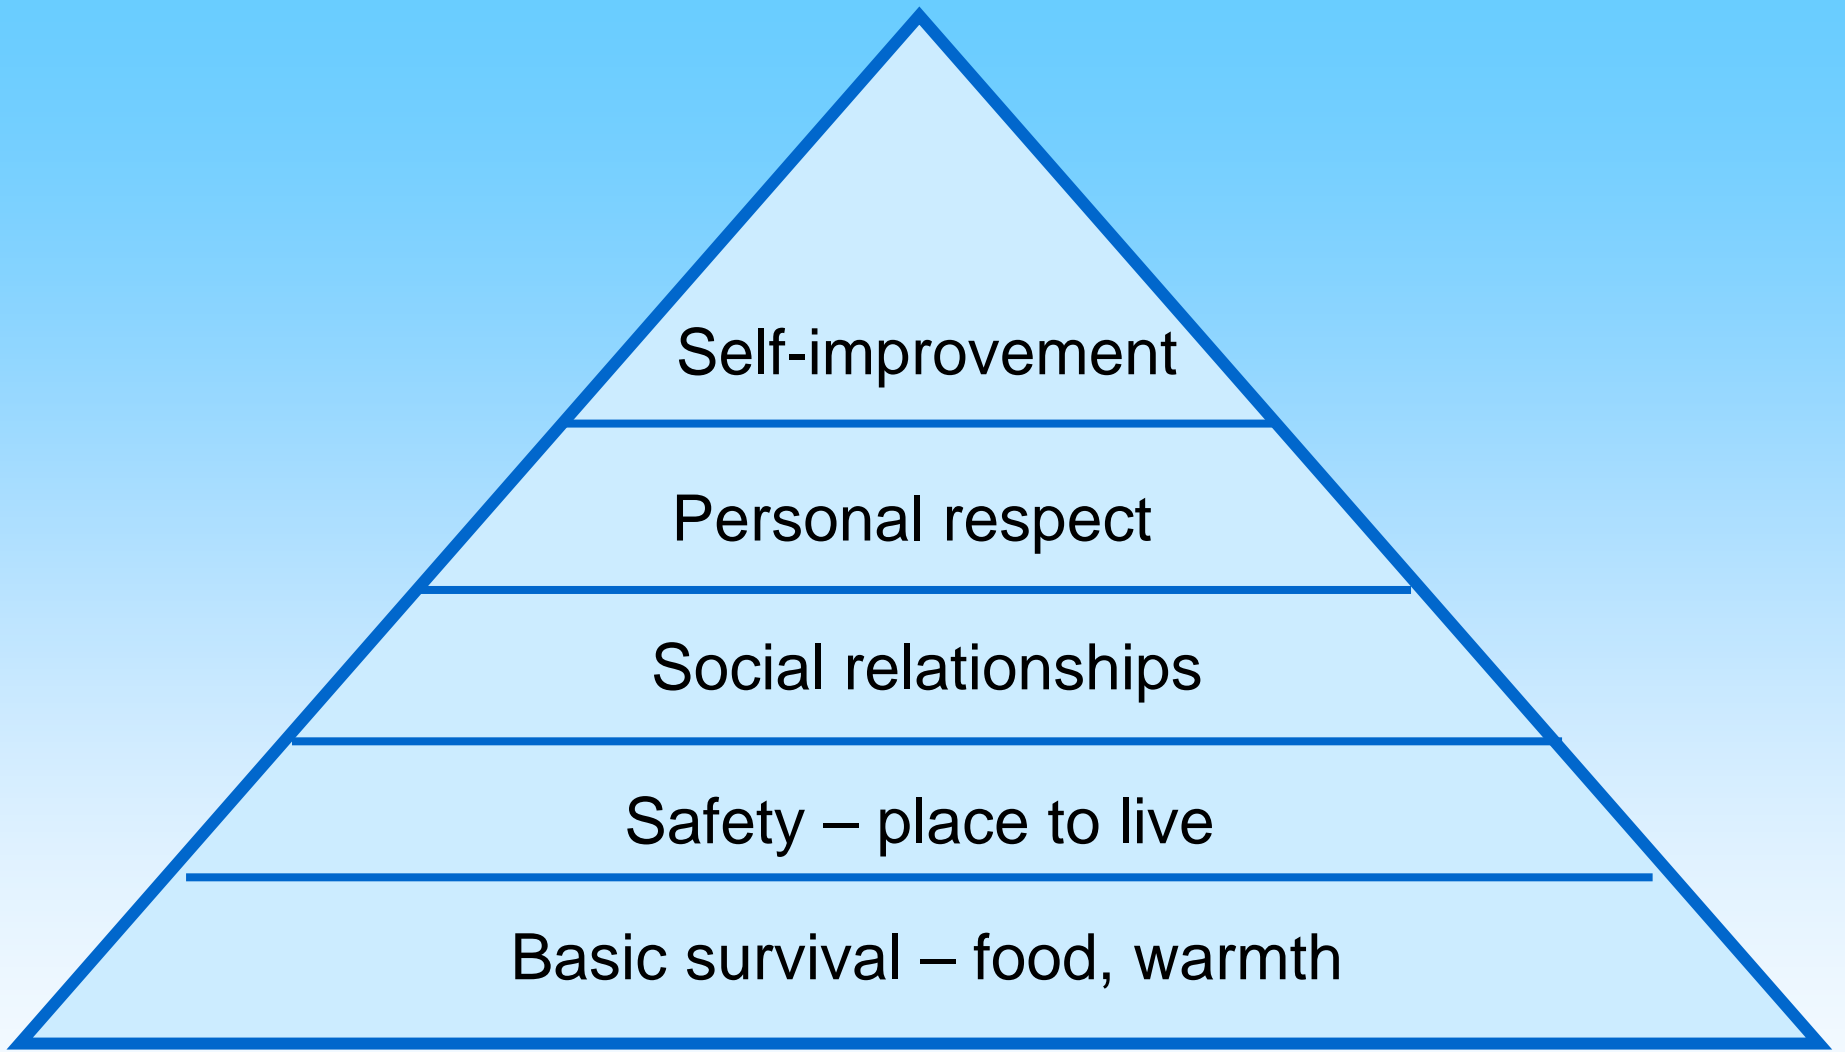 Self-improvement
Personal respect
Social relationships
Safety – place to live
Basic survival – food, warmth